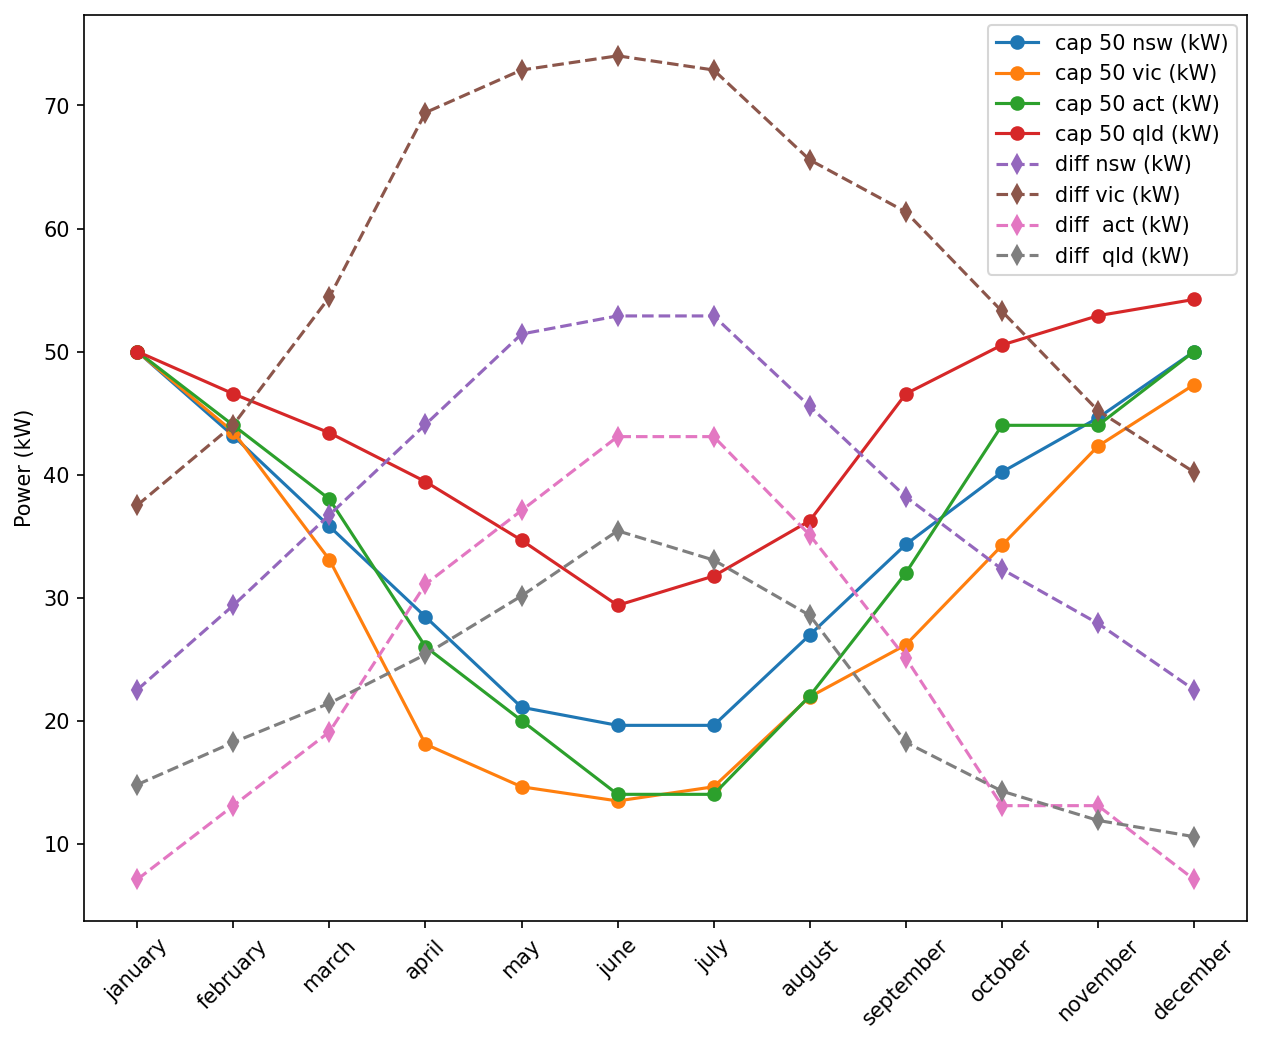 cap 50 nsw (kW)
cap 50 vic (kW)
cap 50 act (kW)
cap 50 qld (kW)
diff nsw (kW)
diff vic (kW)
diff  act (kW)
diff  qld (kW)
Power (kW)
70
60
50
40
30
20
10
january
february
march
april
may
june
july
august
september
october
november
december